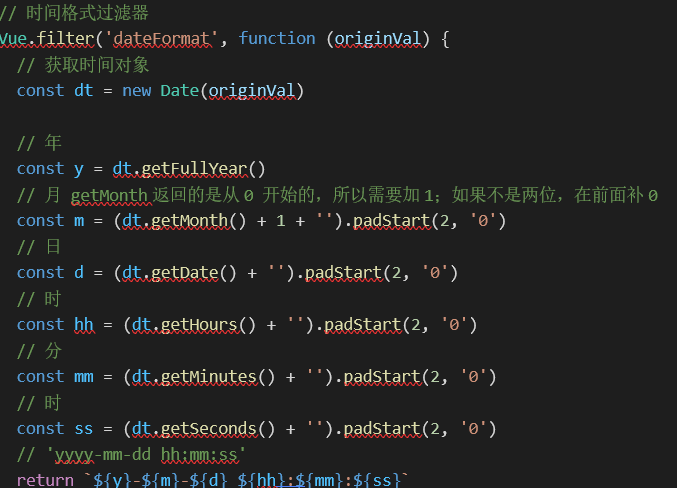 // 时间格式过滤器
Vue.filter('dateFormat', function (originVal) {
// 获取时间对象
const dt = new Date(originVal)
// 年
const y = dt.getFullYear()
// 月 getMonth 返回的是从 0 开始的，所以需要加 1；如果不是两位，在前面补 0
const m = (dt.getMonth() + 1 + '').padStart(2, '0')
// 日
const d = (dt.getDate() + '').padStart(2, '0')
// 时
const hh = (dt.getHours() + '').padStart(2, '0')
// 分
const mm = (dt.getMinutes() + '').padStart(2, '0')
// 时
const ss = (dt.getSeconds() + '').padStart(2, '0')
// 'yyyy-mm-dd hh:mm:ss'
return `${y}-${m}-${d} ${hh}:${mm}:${ss}`